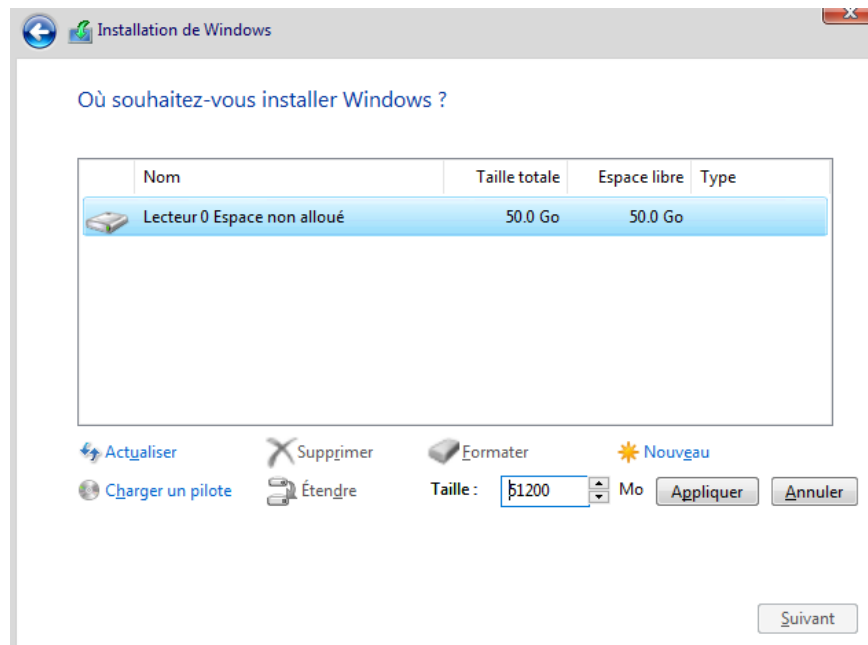 Installation de Windows
Où souhaitez-vous installer Windows ?
Nom Taille totale Espace libre Type
Lecteur 0 Espace non alloué 50.0 Go 50.0 Go
Actualiser Supprimer Formater Nouveau
Charger un pilote Étendre Taille : 51200 Mo Appliquer Annuler
Suivant